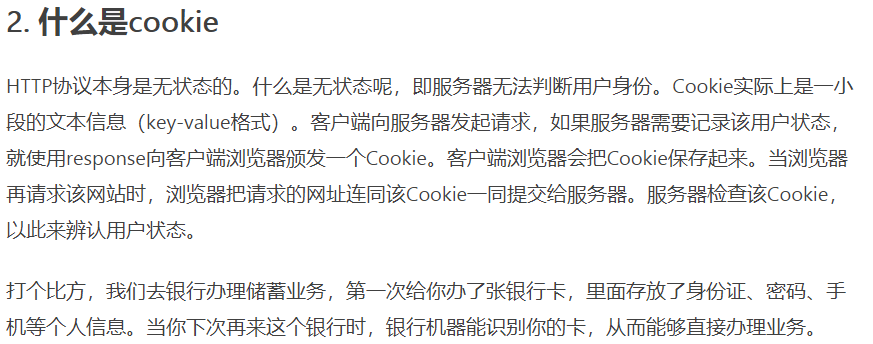 2. 什么是cookie
HTTP协议本身是无状态的。什么是无状态呢，即服务器无法判断用户身份。Cookie实际上是一小
段的文本信息（key-value格式）。客户端向服务器发起请求，如果服务器需要记录该用户状态，
就使用response向客户端浏览器颁发一个Cookie。客户端浏览器会把Cookie保存起来。当浏览器
再请求该网站时，浏览器把请求的网址连同该Cookie一同提交给服务器。服务器检查该Cookie，
以此来辨认用户状态。
打个比方，我们去银行办理储蓄业务，第一次给你办了张银行卡，里面存放了身份证、密码、手
机等个人信息。当你下次再来这个银行时，银行机器能识别你的卡，从而能够直接办理业务。